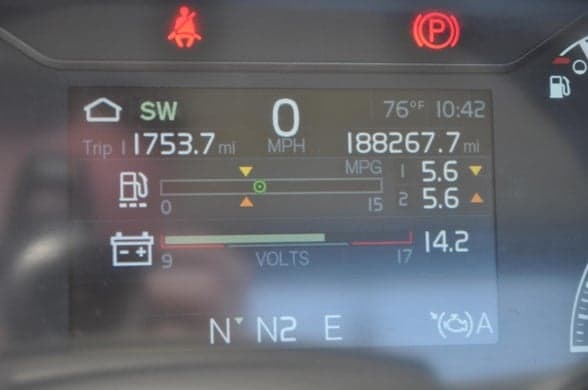 P
SW 0 76°F 10:42
Trip 1 1753.7 mi MPH 188267.7 mi
MPG 1 5.6
0 15 2 5.6
9 VOLTS 17 14.2
N N2 E A